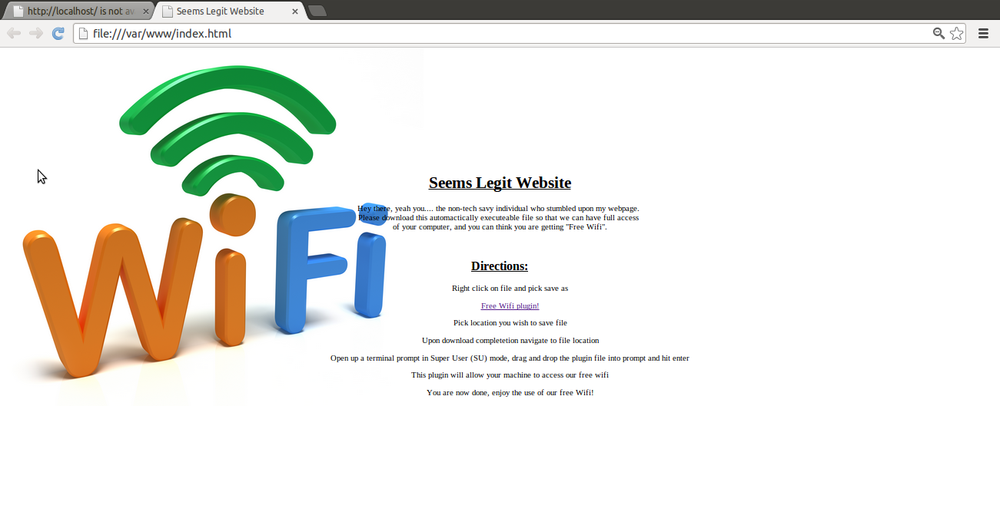 http://localhost/ is not av
Seems Legit Website
file:///var/www/index.html
WiFi
Seems Legit Website
Hey there, yeah you.... the non-tech savy individual who stumbled upon my webpage.
Please download this automactically executeable file so that we can have full access
of your computer, and you can think you are getting "Free Wifi".
Directions:
Right click on file and pick save as
Free Wifi plugin!
Pick location you wish to save file
Upon download completetion navigate to file location
Open up a terminal prompt in Super User (SU) mode, drag and drop the plugin file into prompt and hit enter
This plugin will allow your machine to access our free wifi
You are now done, enjoy the use of our free Wifi!